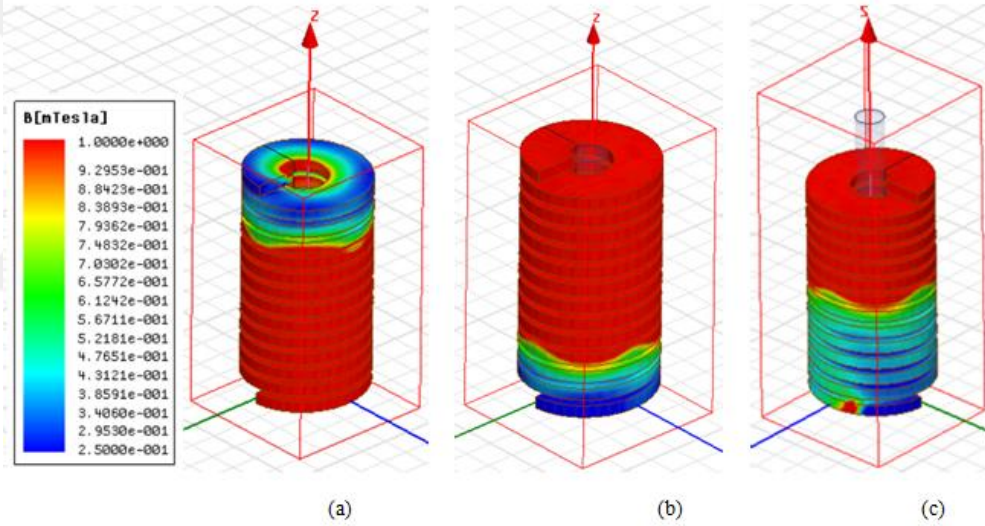 Z
Z
Z
B[mTesla]
1.0000e+000
9.2953e-001
8.8423e-001
8.3893e-001
7.9362e-001
7.4832e-001
7.0302e-001
6.5772e-001
6.1242e-001
5.6711e-001
5.2181e-001
4.7651e-001
4.3121e-001
3.8591e-001
3.4060e-001
2.9530e-001
2.5000e-001
(a)
(b)
(c)